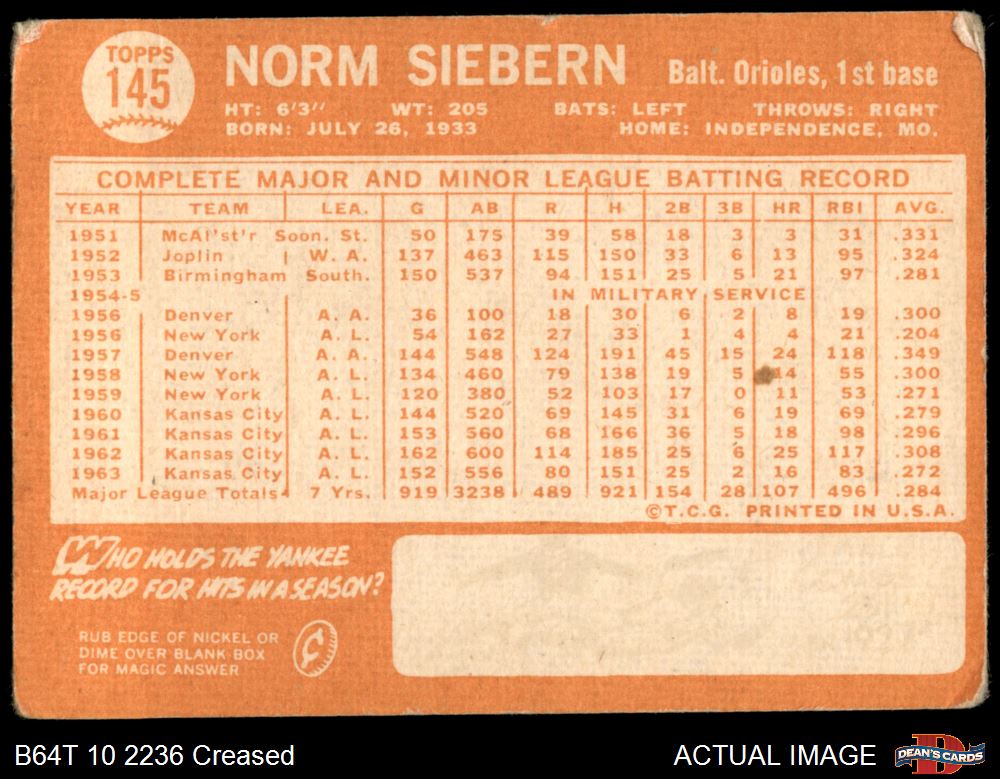 TOPPS
145
NORM SIEBERN Balt. Orioles, 1st base
HT: 6'3" WT: 205 BATS: LEFT THROWS: RIGHT
BORN: JULY 26, 1933 HOME: INDEPENDENCE, MO.
COMPLETE MAJOR AND MINOR LEAGUE BATTING RECORD
YEAR TEAM LEA. G AB R H 2B 3B HR RBI AVG.
1951 McAl'st'r Soon. St. 50 175 39 58 18 3 3 31 .331
1952 Joplin W. A. 137 463 115 150 33 6 13 95 .324
1953 Birmingham South. 150 537 94 151 25 5 21 97 .281
1954-5 IN MILITARY SERVICE
1956 Denver A. A. 36 100 18 30 6 2 8 19 .300
1956 New York A. L. 54 162 27 33 1 4 4 21 .204
1957 Denver A. A. 144 548 124 191 45 15 24 118 .349
1958 New York A. L. 134 460 79 138 19 5 14 55 .300
1959 New York A. L. 120 380 52 103 17 0 11 53 .271
1960 Kansas City A. L. 144 520 69 145 31 6 19 69 .279
1961 Kansas City A. L. 153 560 68 166 36 5 18 98 .296
1962 Kansas City A. L. 162 600 114 185 25 6 25 117 .308
1963 Kansas City A. L. 152 556 80 151 25 2 16 83 .272
Major League Totals 7 Yrs. 919 3238 489 921 154 28 107 496 .284
©T.C.G. PRINTED IN U.S.A.
WHO HOLDS THE YANKEE
RECORD FOR HITS IN A SEASON?
RUB EDGE OF NICKEL OR
DIME OVER BLANK BOX
FOR MAGIC ANSWER
B64T 10 2236 Creased ACTUAL IMAGE DEAN'S CARDS